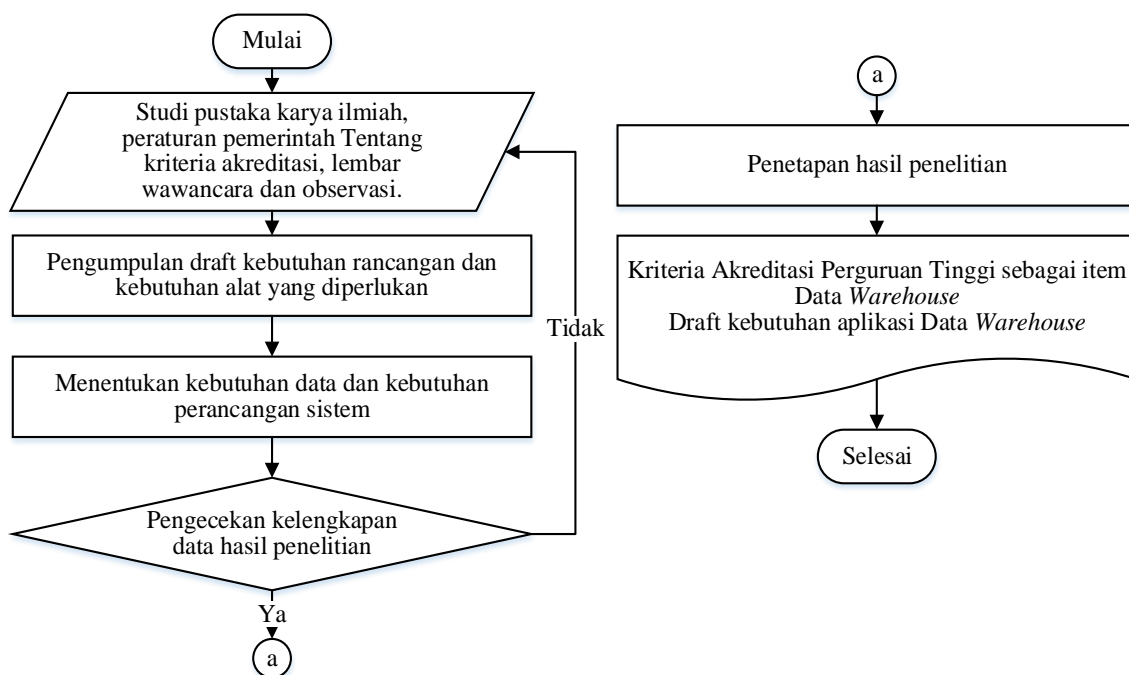 Mulai
Studi pustaka karya ilmiah,
peraturan pemerintah Tentang
kriteria akreditasi, lembar
wawancara dan observasi.
Pengumpulan draft kebutuhan rancangan dan
kebutuhan alat yang diperlukan
Menentukan kebutuhan data dan kebutuhan
perancangan sistem
Pengecekan kelengkapan
data hasil penelitian
Tidak
Ya
a
a
Penetapan hasil penelitian
Kriteria Akreditasi Perguruan Tinggi sebagai item
Data Warehouse
Draft kebutuhan aplikasi Data Warehouse
Selesai